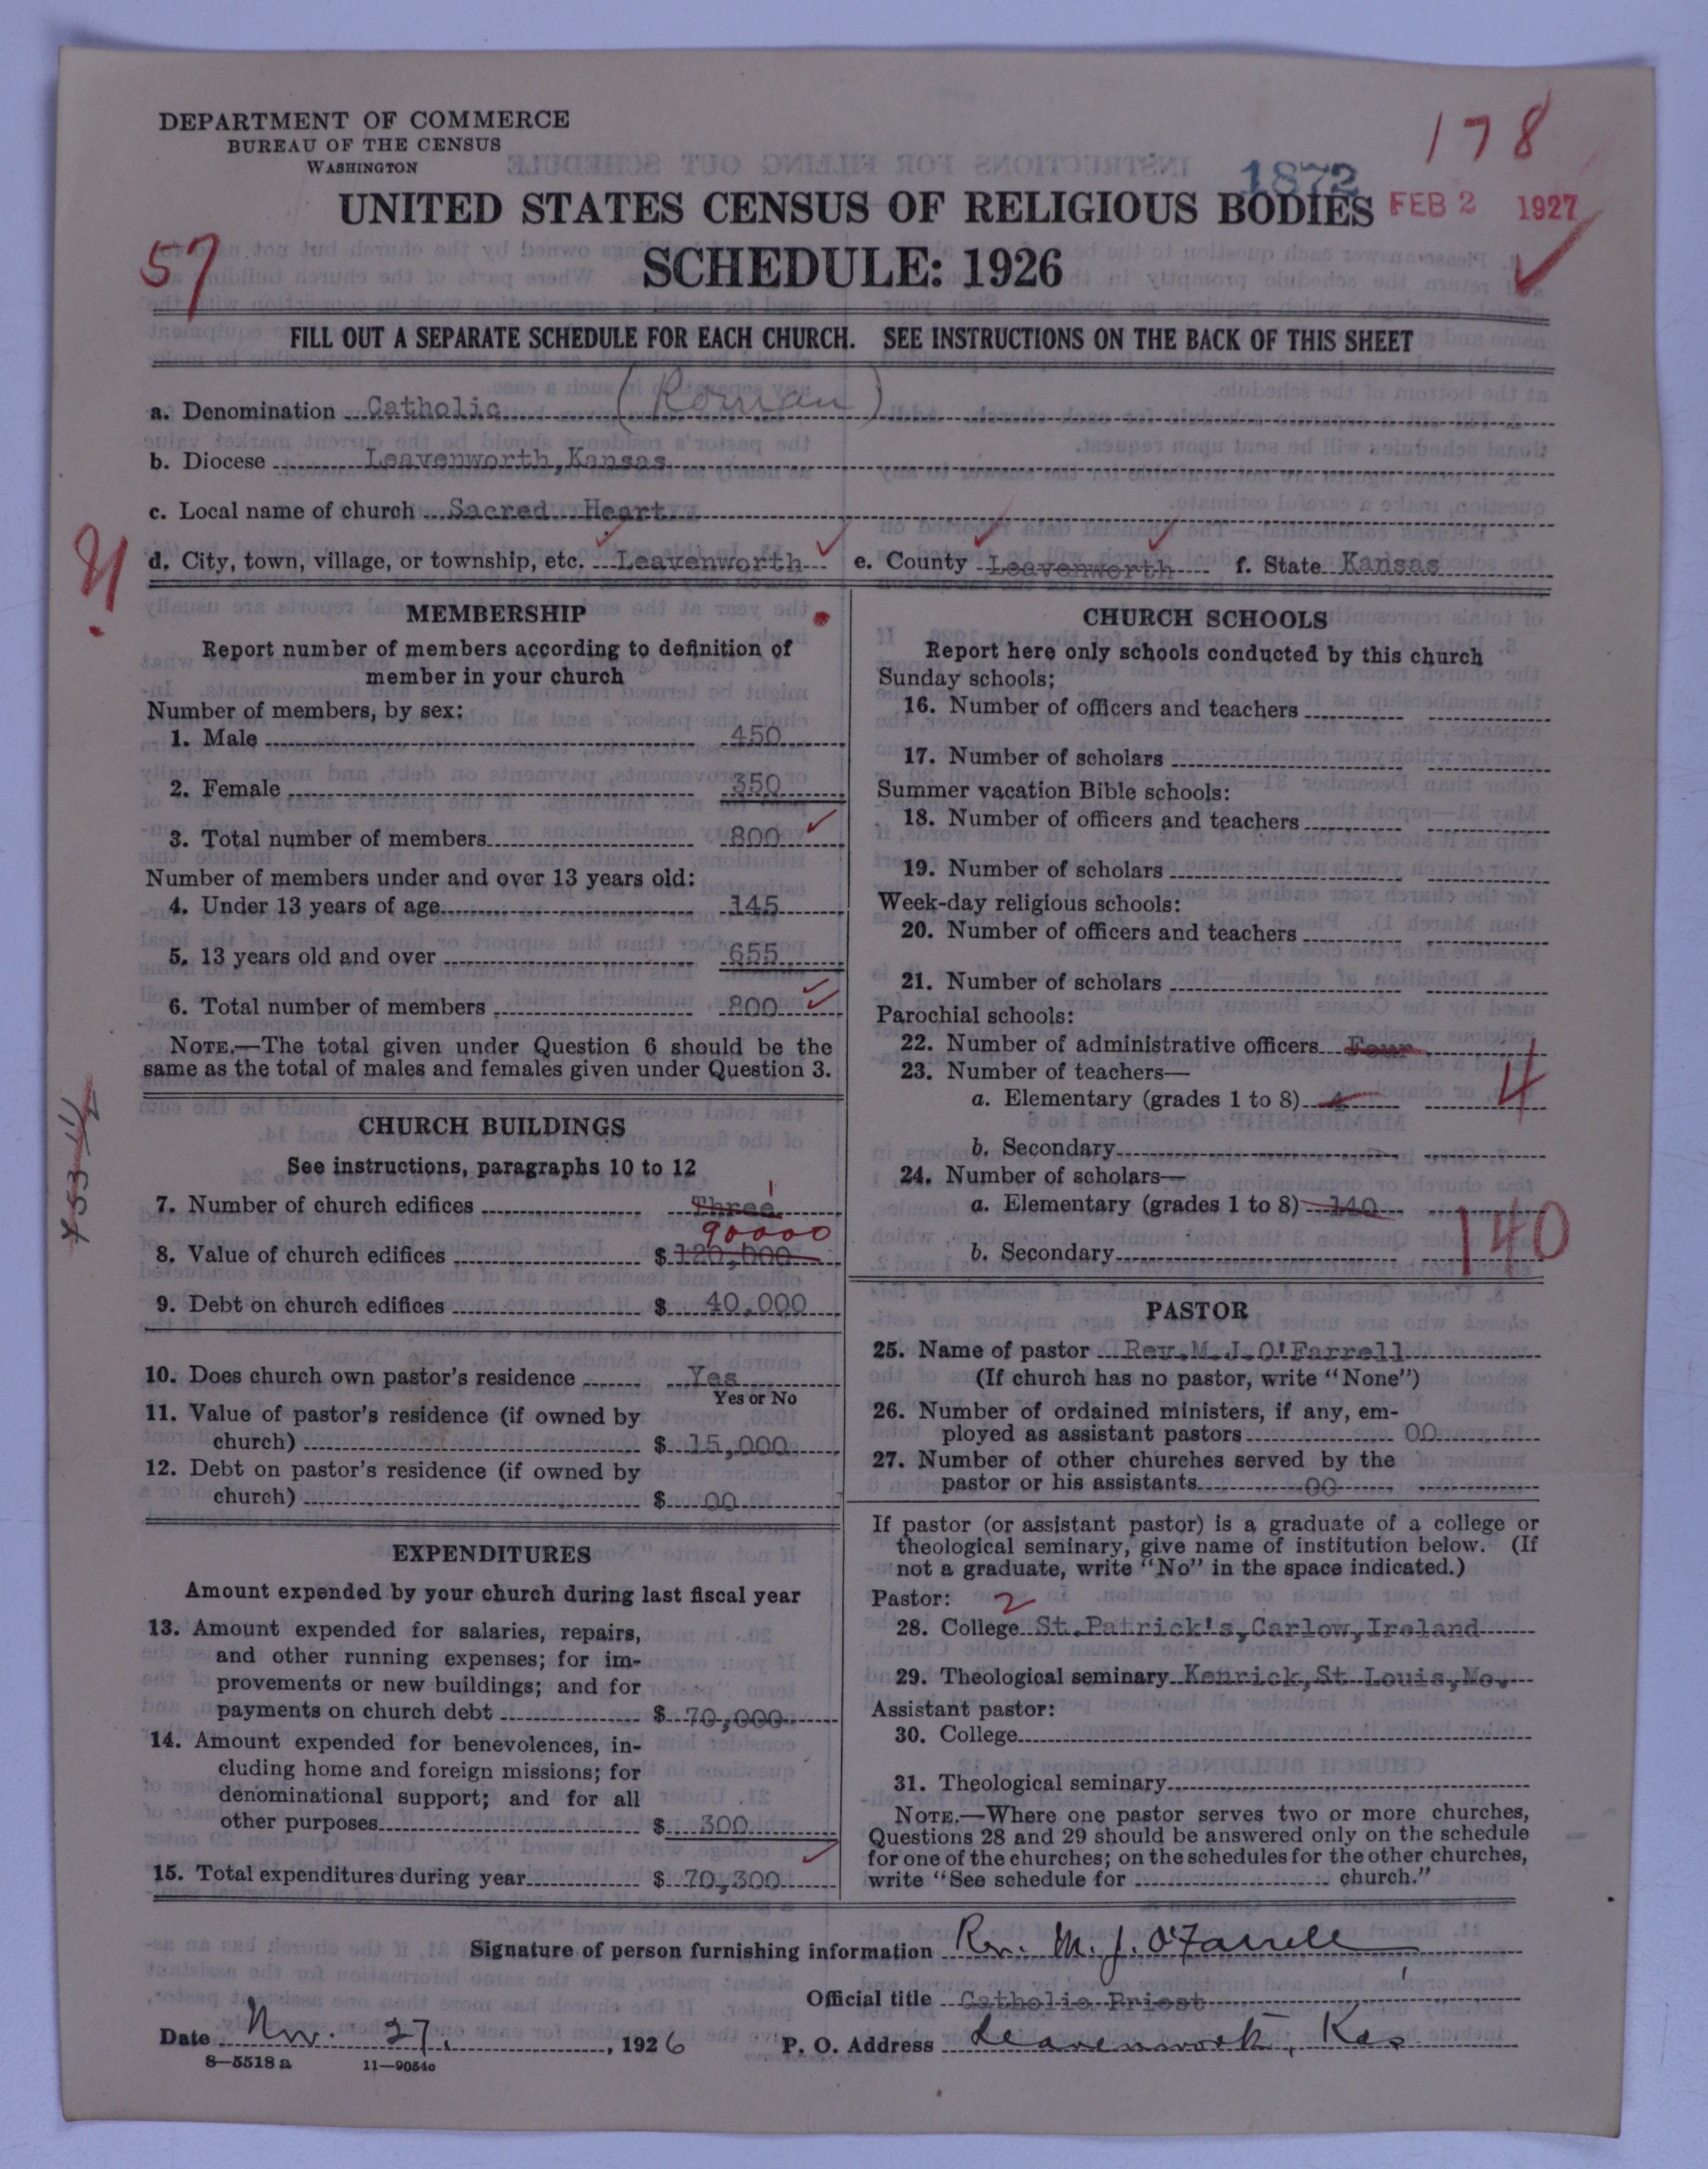 DEPARTMENT OF COMMERCE
BUREAU OF THE CENSUS
WASHINGTON
178
1872
UNITED STATES CENSUS OF RELIGIOUS BODIES
FEB 2 1927
57
SCHEDULE: 1926
FILL OUT A SEPARATE SCHEDULE FOR EACH CHURCH. SEE INSTRUCTIONS ON THE BACK OF THIS SHEET
a. Denomination Catholic (Roman)
b. Diocese Leavenworth, Kansas
c. Local name of church Sacred Heart
d. City, town, village, or township, etc. Leavenworth e. County Leavenworth f. State Kansas
MEMBERSHIP
Report number of members according to definition of
member in your church
Number of members, by sex:
1. Male 450
2. Female 350
3. Total number of members 800
Number of members under and over 13 years old:
4. Under 13 years of age 145
5. 13 years old and over 655
6. Total number of members 800
NOTE.—The total given under Question 6 should be the
same as the total of males and females given under Question 3.
CHURCH BUILDINGS
See instructions, paragraphs 10 to 12
7. Number of church edifices Three 1
90000
8. Value of church edifices $ 120,000
9. Debt on church edifices $ 40,000
10. Does church own pastor's residence Yes
Yes or No
11. Value of pastor's residence (if owned by
church) $ 15,000
12. Debt on pastor's residence (if owned by
church) $ 00
EXPENDITURES
Amount expended by your church during last fiscal year
13. Amount expended for salaries, repairs,
and other running expenses; for im-
provements or new buildings; and for
payments on church debt $ 70,000
14. Amount expended for benevolences, in-
cluding home and foreign missions; for
denominational support; and for all
other purposes $ 300
15. Total expenditures during year $ 70,300
CHURCH SCHOOLS
Report here only schools conducted by this church
Sunday schools:
16. Number of officers and teachers
17. Number of scholars
Summer vacation Bible schools:
18. Number of officers and teachers
19. Number of scholars
Week-day religious schools:
20. Number of officers and teachers
21. Number of scholars
Parochial schools:
22. Number of administrative officers Four
23. Number of teachers—
a. Elementary (grades 1 to 8) 4 4
b. Secondary
24. Number of scholars—
a. Elementary (grades 1 to 8) 140 140
b. Secondary
PASTOR
25. Name of pastor Rev. M. J. O'Farrell
(If church has no pastor, write "None")
26. Number of ordained ministers, if any, em-
ployed as assistant pastors 00
27. Number of other churches served by the
pastor or his assistants 00
If pastor (or assistant pastor) is a graduate of a college or
theological seminary, give name of institution below. (If
not a graduate, write "No" in the space indicated.)
Pastor: 2
28. College St. Patrick's, Carlow, Ireland
29. Theological seminary Kenrick, St. Louis, Mo.
Assistant pastor:
30. College
31. Theological seminary
NOTE.—Where one pastor serves two or more churches,
Questions 28 and 29 should be answered only on the schedule
for one of the churches; on the schedules for the other churches,
write "See schedule for church."
Signature of person furnishing information Rev. M. J. O'Farrell
Official title Catholic Priest
Date Nov. 27, 1926 P. O. Address Leavenworth, Kas
8—5518 a 11—9054c